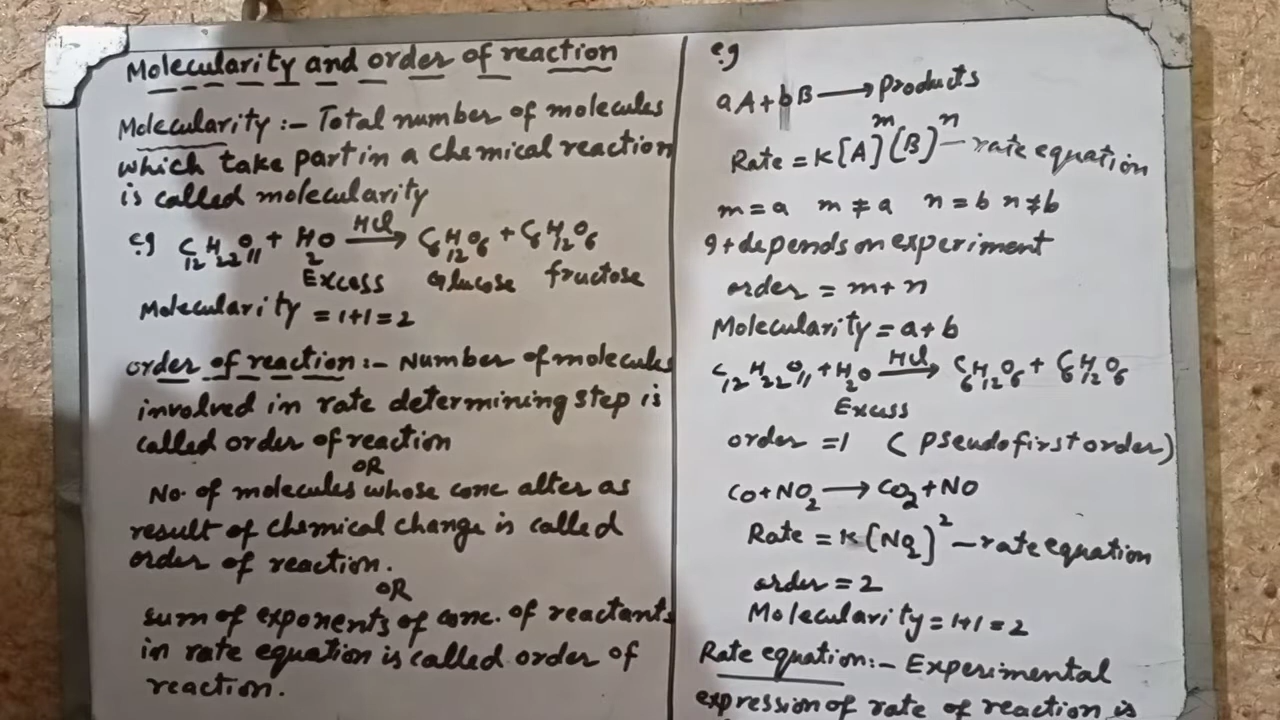 Molecularity and order of reaction
Molecularity :- Total number of molecules
which take part in a chemical reaction
is called molecularity
e.g C12H22O11 + H2O —HCl→ C6H12O6 + C6H12O6
Excess Glucose fructose
Molecularity = 1+1 = 2
order of reaction :- Number of molecules
involved in rate determining step is
called order of reaction
OR
No. of molecules whose conc alter as
result of chemical change is called
order of reaction.
OR
sum of exponents of conc. of reactants
in rate equation is called order of
reaction.
e.g
aA + bB ⟶ products
Rate = K[A]^m [B]^n - rate equation
m = a m ≠ a n = b n ≠ b
9t depends on experiment
order = m + n
Molecularity = a + b
C12H22O11 + H2O —HCl→ C6H12O6 + C6H12O6
Excess
order = 1 (pseudo first order)
CO + NO2 ⟶ CO2 + NO
Rate = K[NO2]^2 - rate equation
order = 2
Molecularity = 1+1 = 2
Rate equation :- Experimental
expression of rate of reaction is